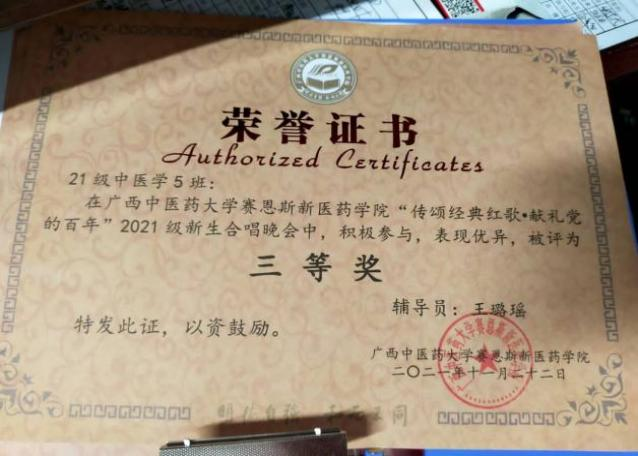 荣誉证书
Authorized Certificates
21级中医学5班：
在广西中医药大学赛恩斯新医药学院“传颂经典红歌•献礼党
的百年”2021级新生合唱晚会中，积极参与，表现优异，被评为
三等奖
辅导员：王璐瑶
特发此证，以资鼓励。
广西中医药大学赛恩斯新医药学院
二〇二一年十一月二十二日